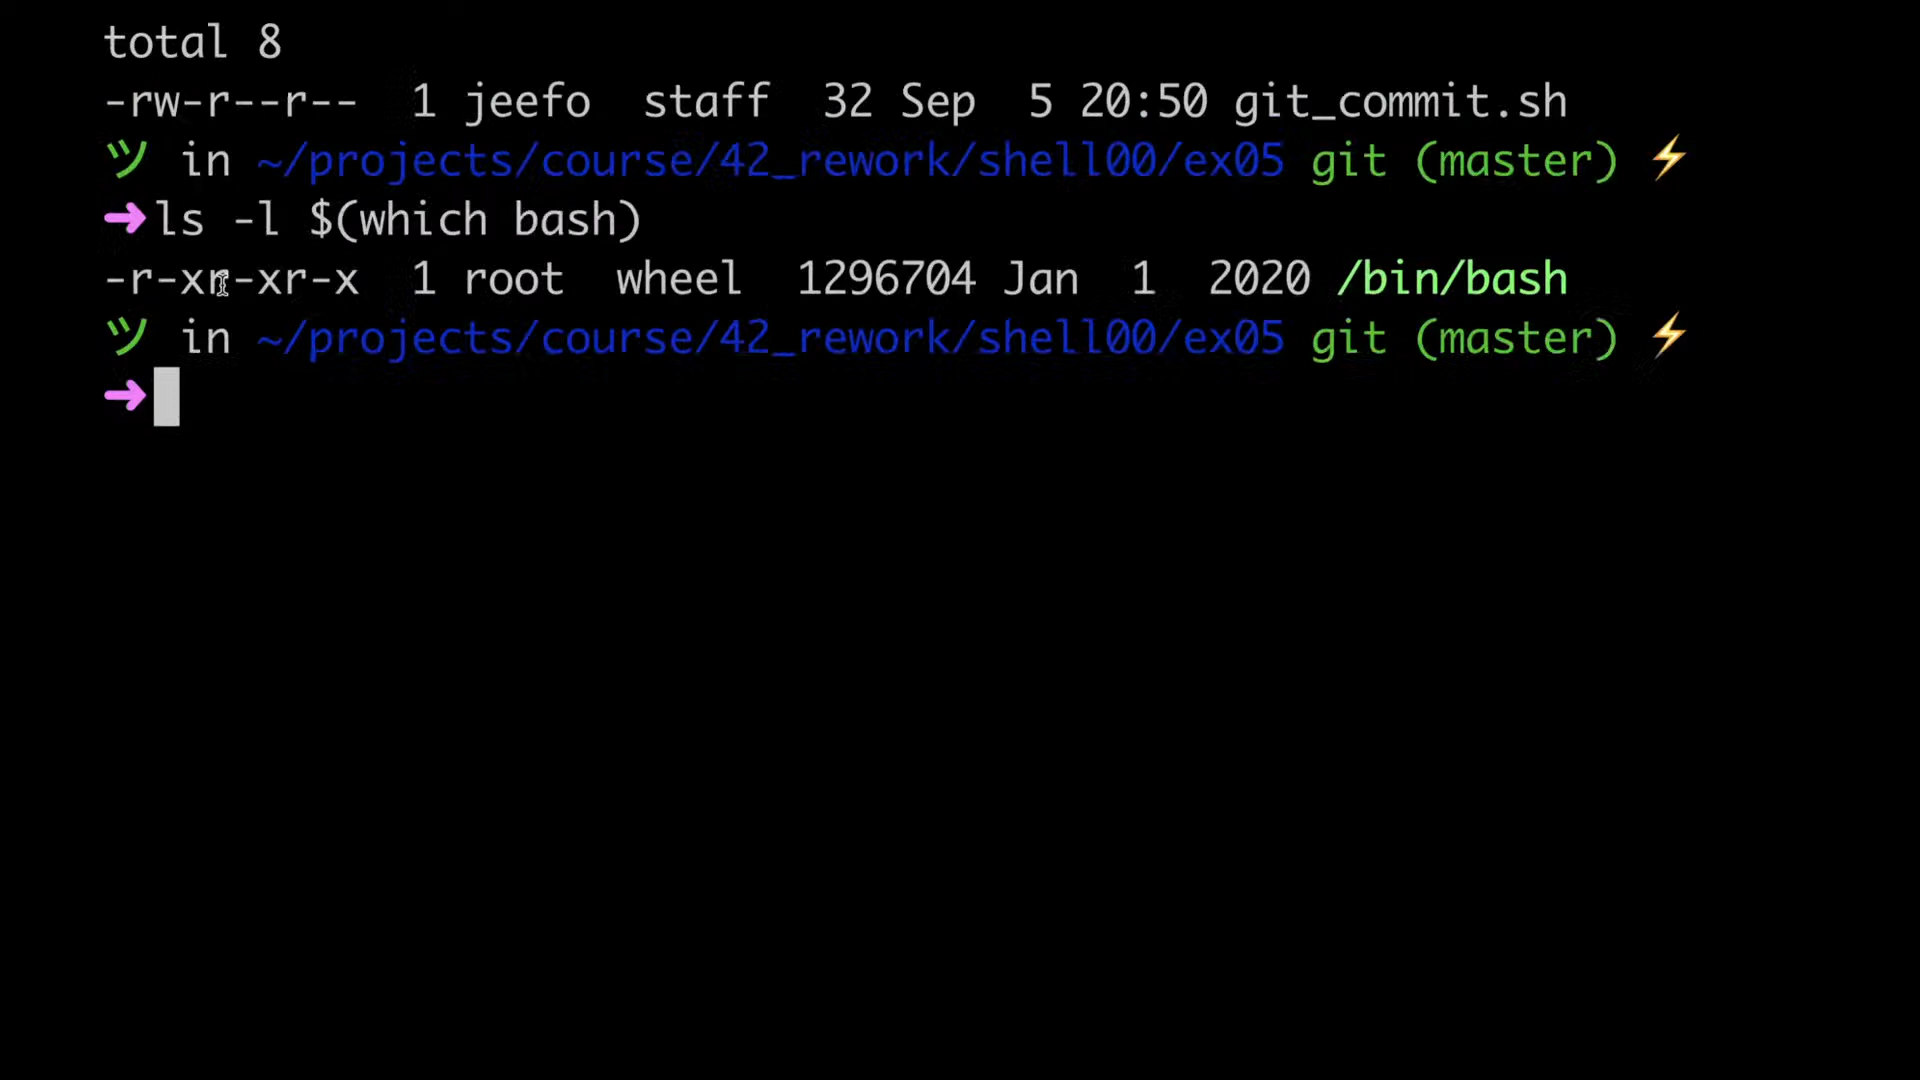 total 8
-rw-r--r--  1 jeefo  staff  32 Sep  5 20:50 git_commit.sh
ツ in ~/projects/course/42_rework/shell00/ex05 git (master) ⚡
➜ls -l $(which bash)
-r-xr-xr-x  1 root  wheel  1296704 Jan  1  2020 /bin/bash
ツ in ~/projects/course/42_rework/shell00/ex05 git (master) ⚡
➜